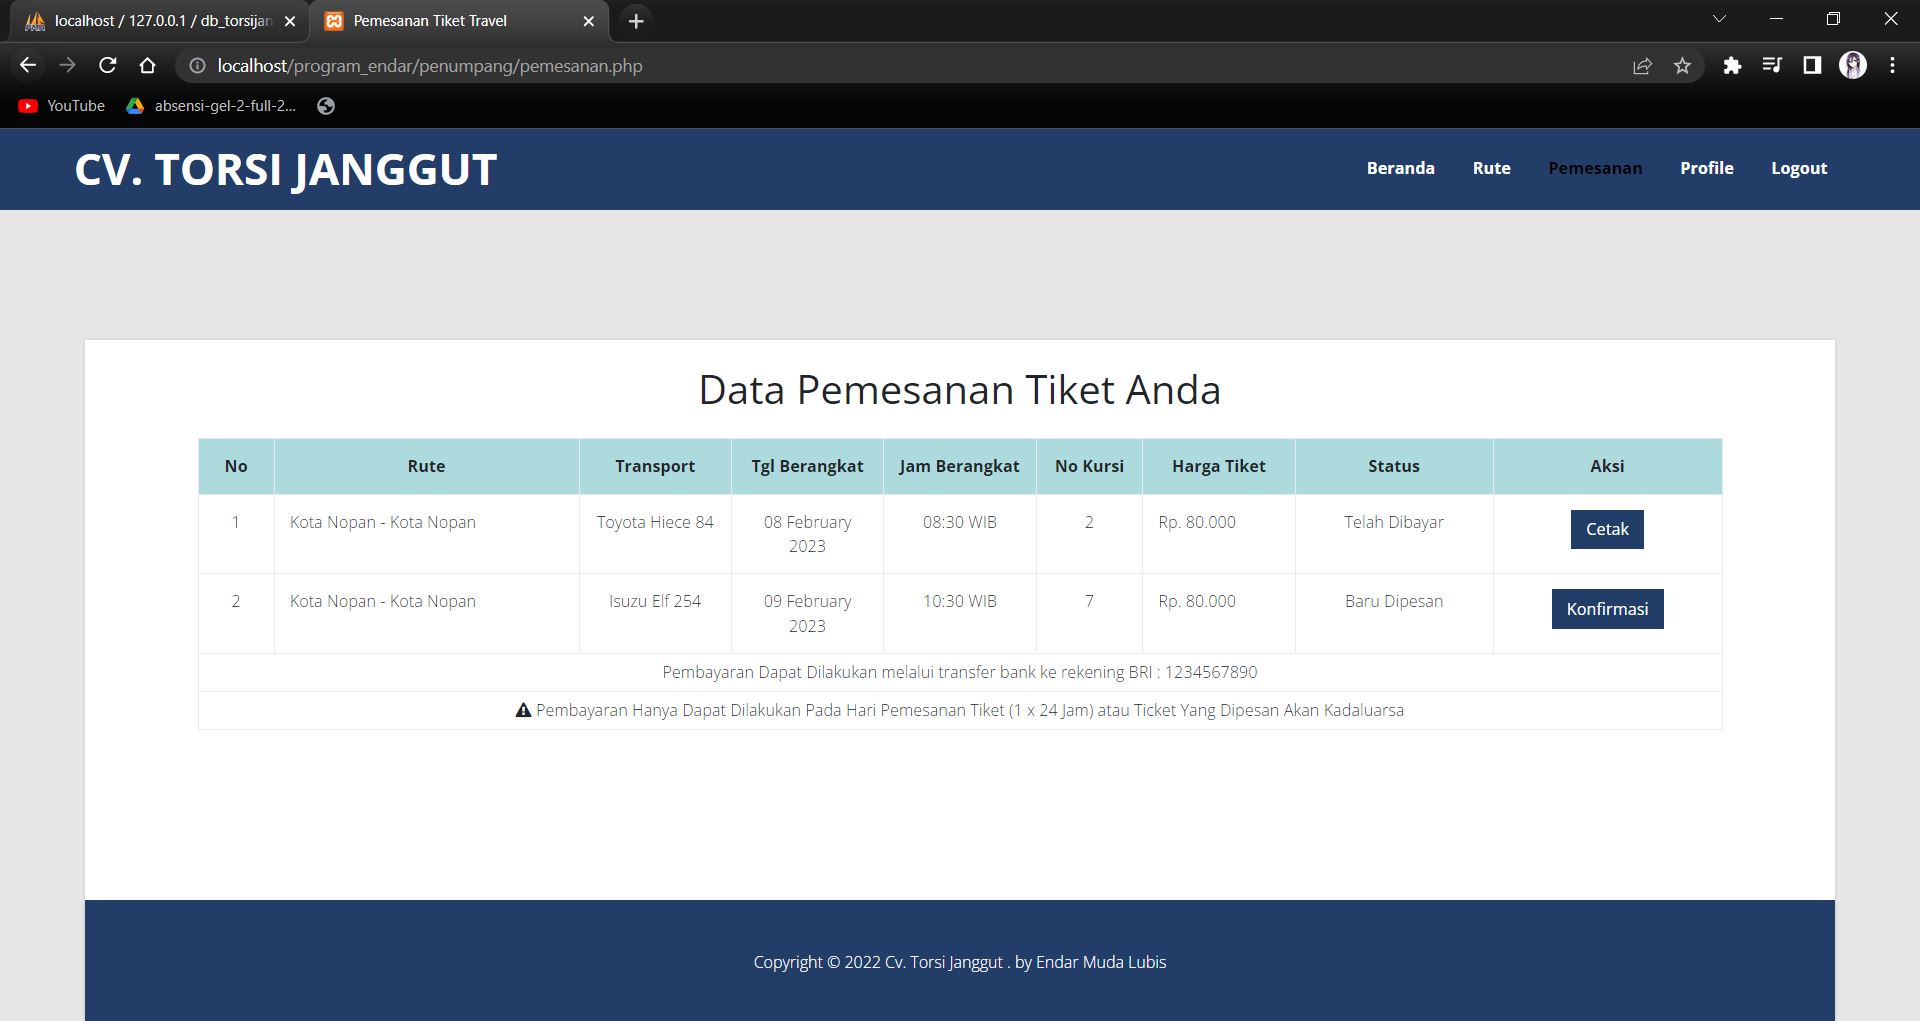 localhost / 127.0.0.1 / db_torsijan
Pemesanan Tiket Travel
localhost/program_endar/penumpang/pemesanan.php
YouTube
absensi-gel-2-full-2...
CV. TORSI JANGGUT
Beranda Rute Pemesanan Profile Logout
Data Pemesanan Tiket Anda
No Rute Transport Tgl Berangkat Jam Berangkat No Kursi Harga Tiket Status Aksi
1 Kota Nopan - Kota Nopan Toyota Hiece 84 08 February 08:30 WIB 2 Rp. 80.000 Telah Dibayar Cetak
2023
2 Kota Nopan - Kota Nopan Isuzu Elf 254 09 February 10:30 WIB 7 Rp. 80.000 Baru Dipesan Konfirmasi
2023
Pembayaran Dapat Dilakukan melalui transfer bank ke rekening BRI : 1234567890
Pembayaran Hanya Dapat Dilakukan Pada Hari Pemesanan Tiket (1 x 24 Jam) atau Ticket Yang Dipesan Akan Kadaluarsa
Copyright © 2022 Cv. Torsi Janggut . by Endar Muda Lubis